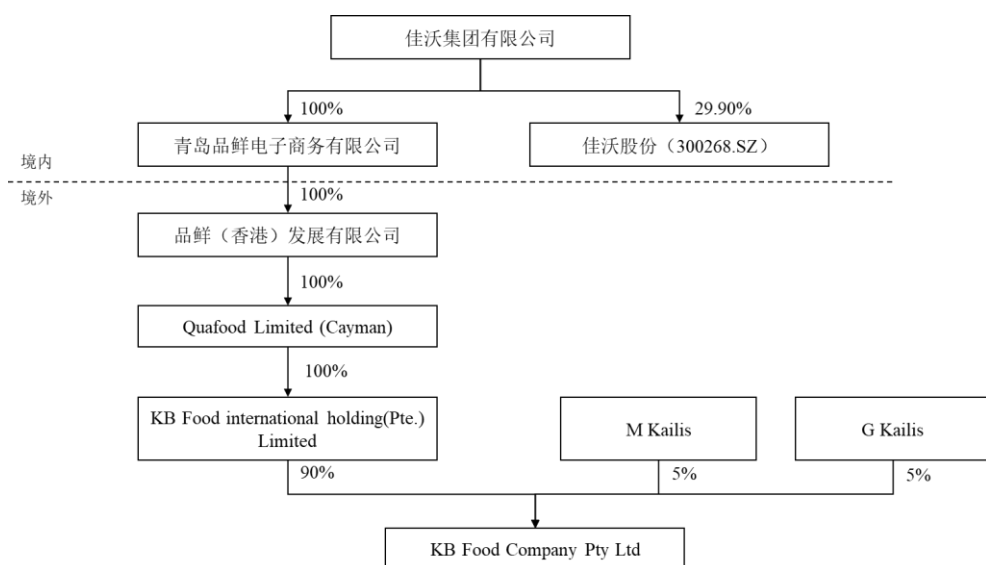 佳沃集团有限公司
100%
29.90%
青岛品鲜电子商务有限公司
佳沃股份（300268.SZ）
境内
境外
100%
品鲜（香港）发展有限公司
100%
Quafood Limited (Cayman)
100%
KB Food international holding(Pte.)
Limited
M Kailis
G Kailis
90%
5%
5%
KB Food Company Pty Ltd